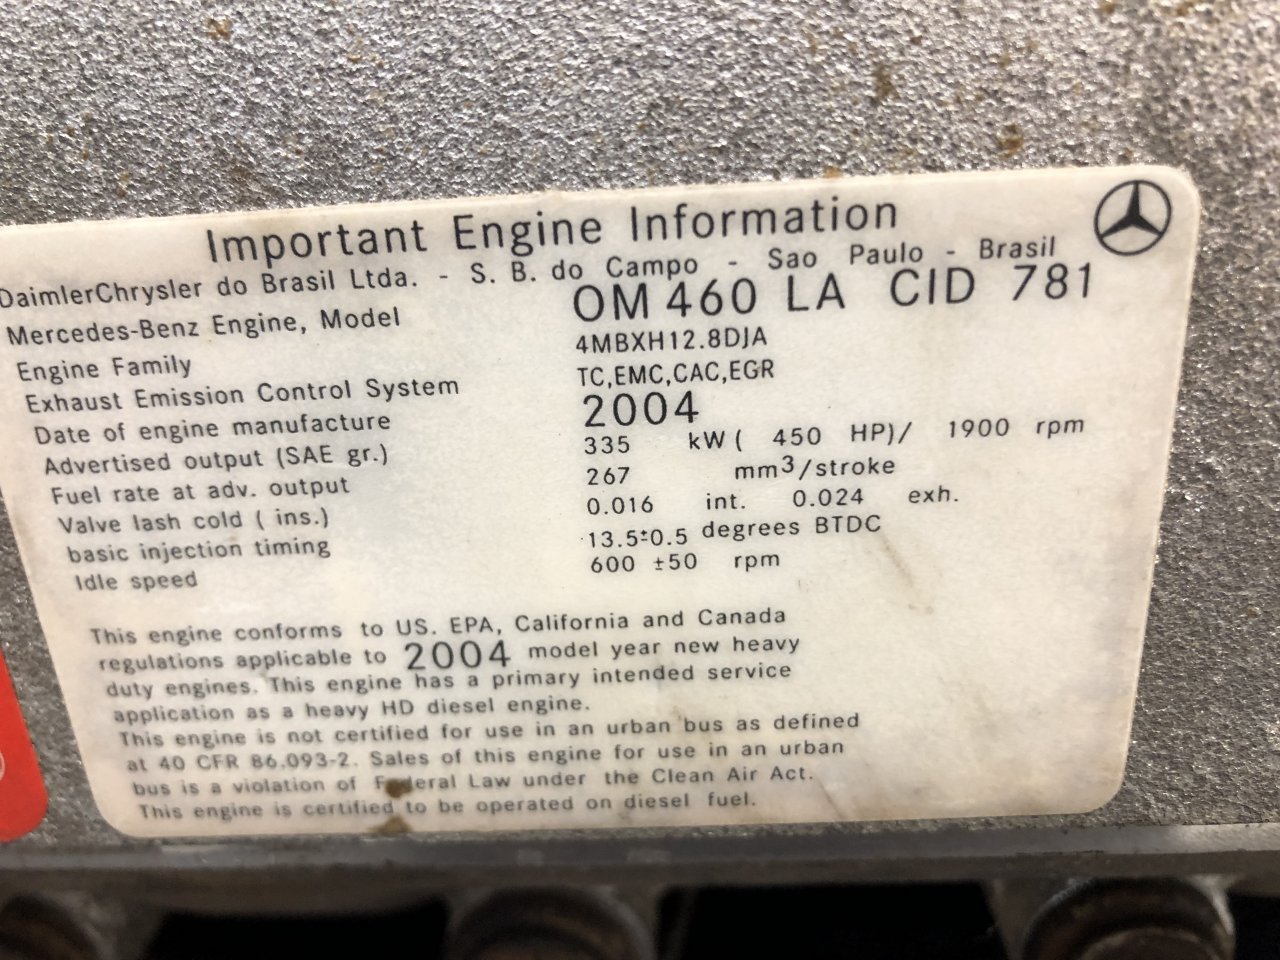 Important Engine Information
DaimlerChrysler do Brasil Ltda. - S. B. do Campo - Sao Paulo - Brasil
Mercedes-Benz Engine, Model OM 460 LA CID 781
Engine Family 4MBXH12.8DJA
Exhaust Emission Control System TC,EMC,CAC,EGR
Date of engine manufacture 2004
Advertised output (SAE gr.) 335 kW ( 450 HP)/ 1900 rpm
Fuel rate at adv. output 267 mm³/stroke
Valve lash cold ( ins.) 0.016 int. 0.024 exh.
basic injection timing 13.5±0.5 degrees BTDC
Idle speed 600 ±50 rpm
This engine conforms to US. EPA, California and Canada
regulations applicable to 2004 model year new heavy
duty engines. This engine has a primary intended service
application as a heavy HD diesel engine.
This engine is not certified for use in an urban bus as defined
at 40 CFR 86.093-2. Sales of this engine for use in an urban
bus is a violation of Federal Law under the Clean Air Act.
This engine is certified to be operated on diesel fuel.